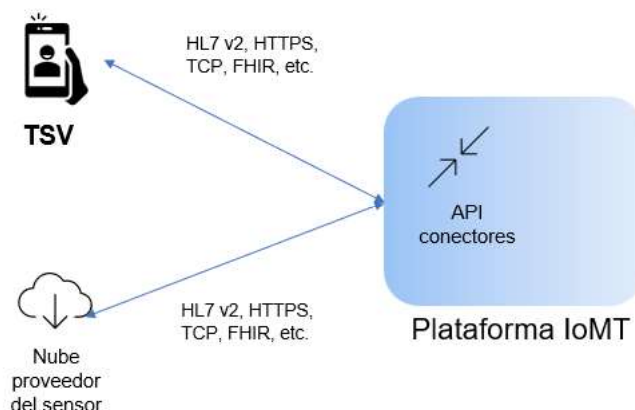 HL7 v2, HTTPS,
TCP, FHIR, etc.
TSV
API
conectores
HL7 v2, HTTPS,
TCP, FHIR, etc.
Plataforma IoMT
Nube
proveedor
del sensor